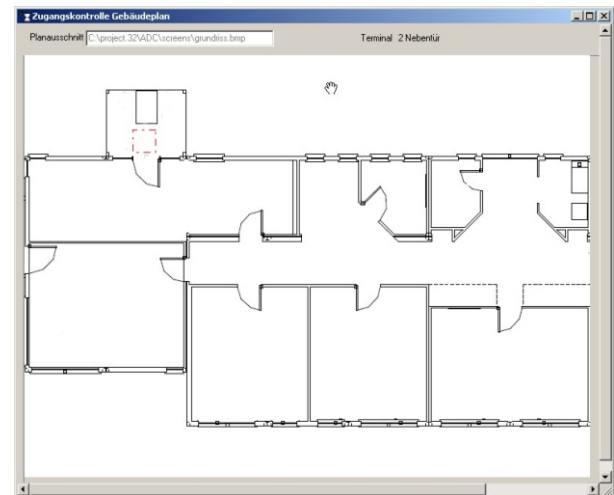 Zugangskontrolle Gebäudeplan
Planausschnitt C:\project.32\ADC\screens\grundriss.bmp Terminal 2 Nebentür